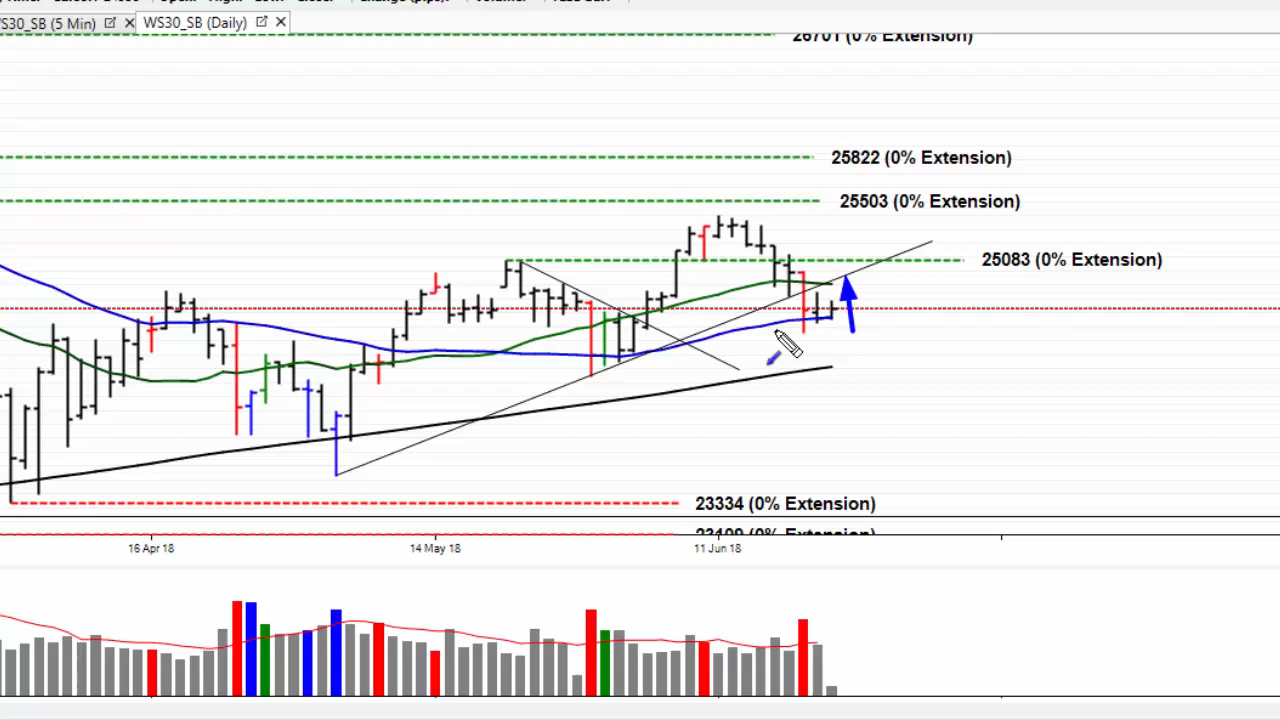 WS30_SB (Daily)
25822 (0% Extension)
25503 (0% Extension)
25083 (0% Extension)
23334 (0% Extension)
16 Apr 18
14 May 18
11 Jun 18
S30_SB (5 Min)
26701 (0% Extension)